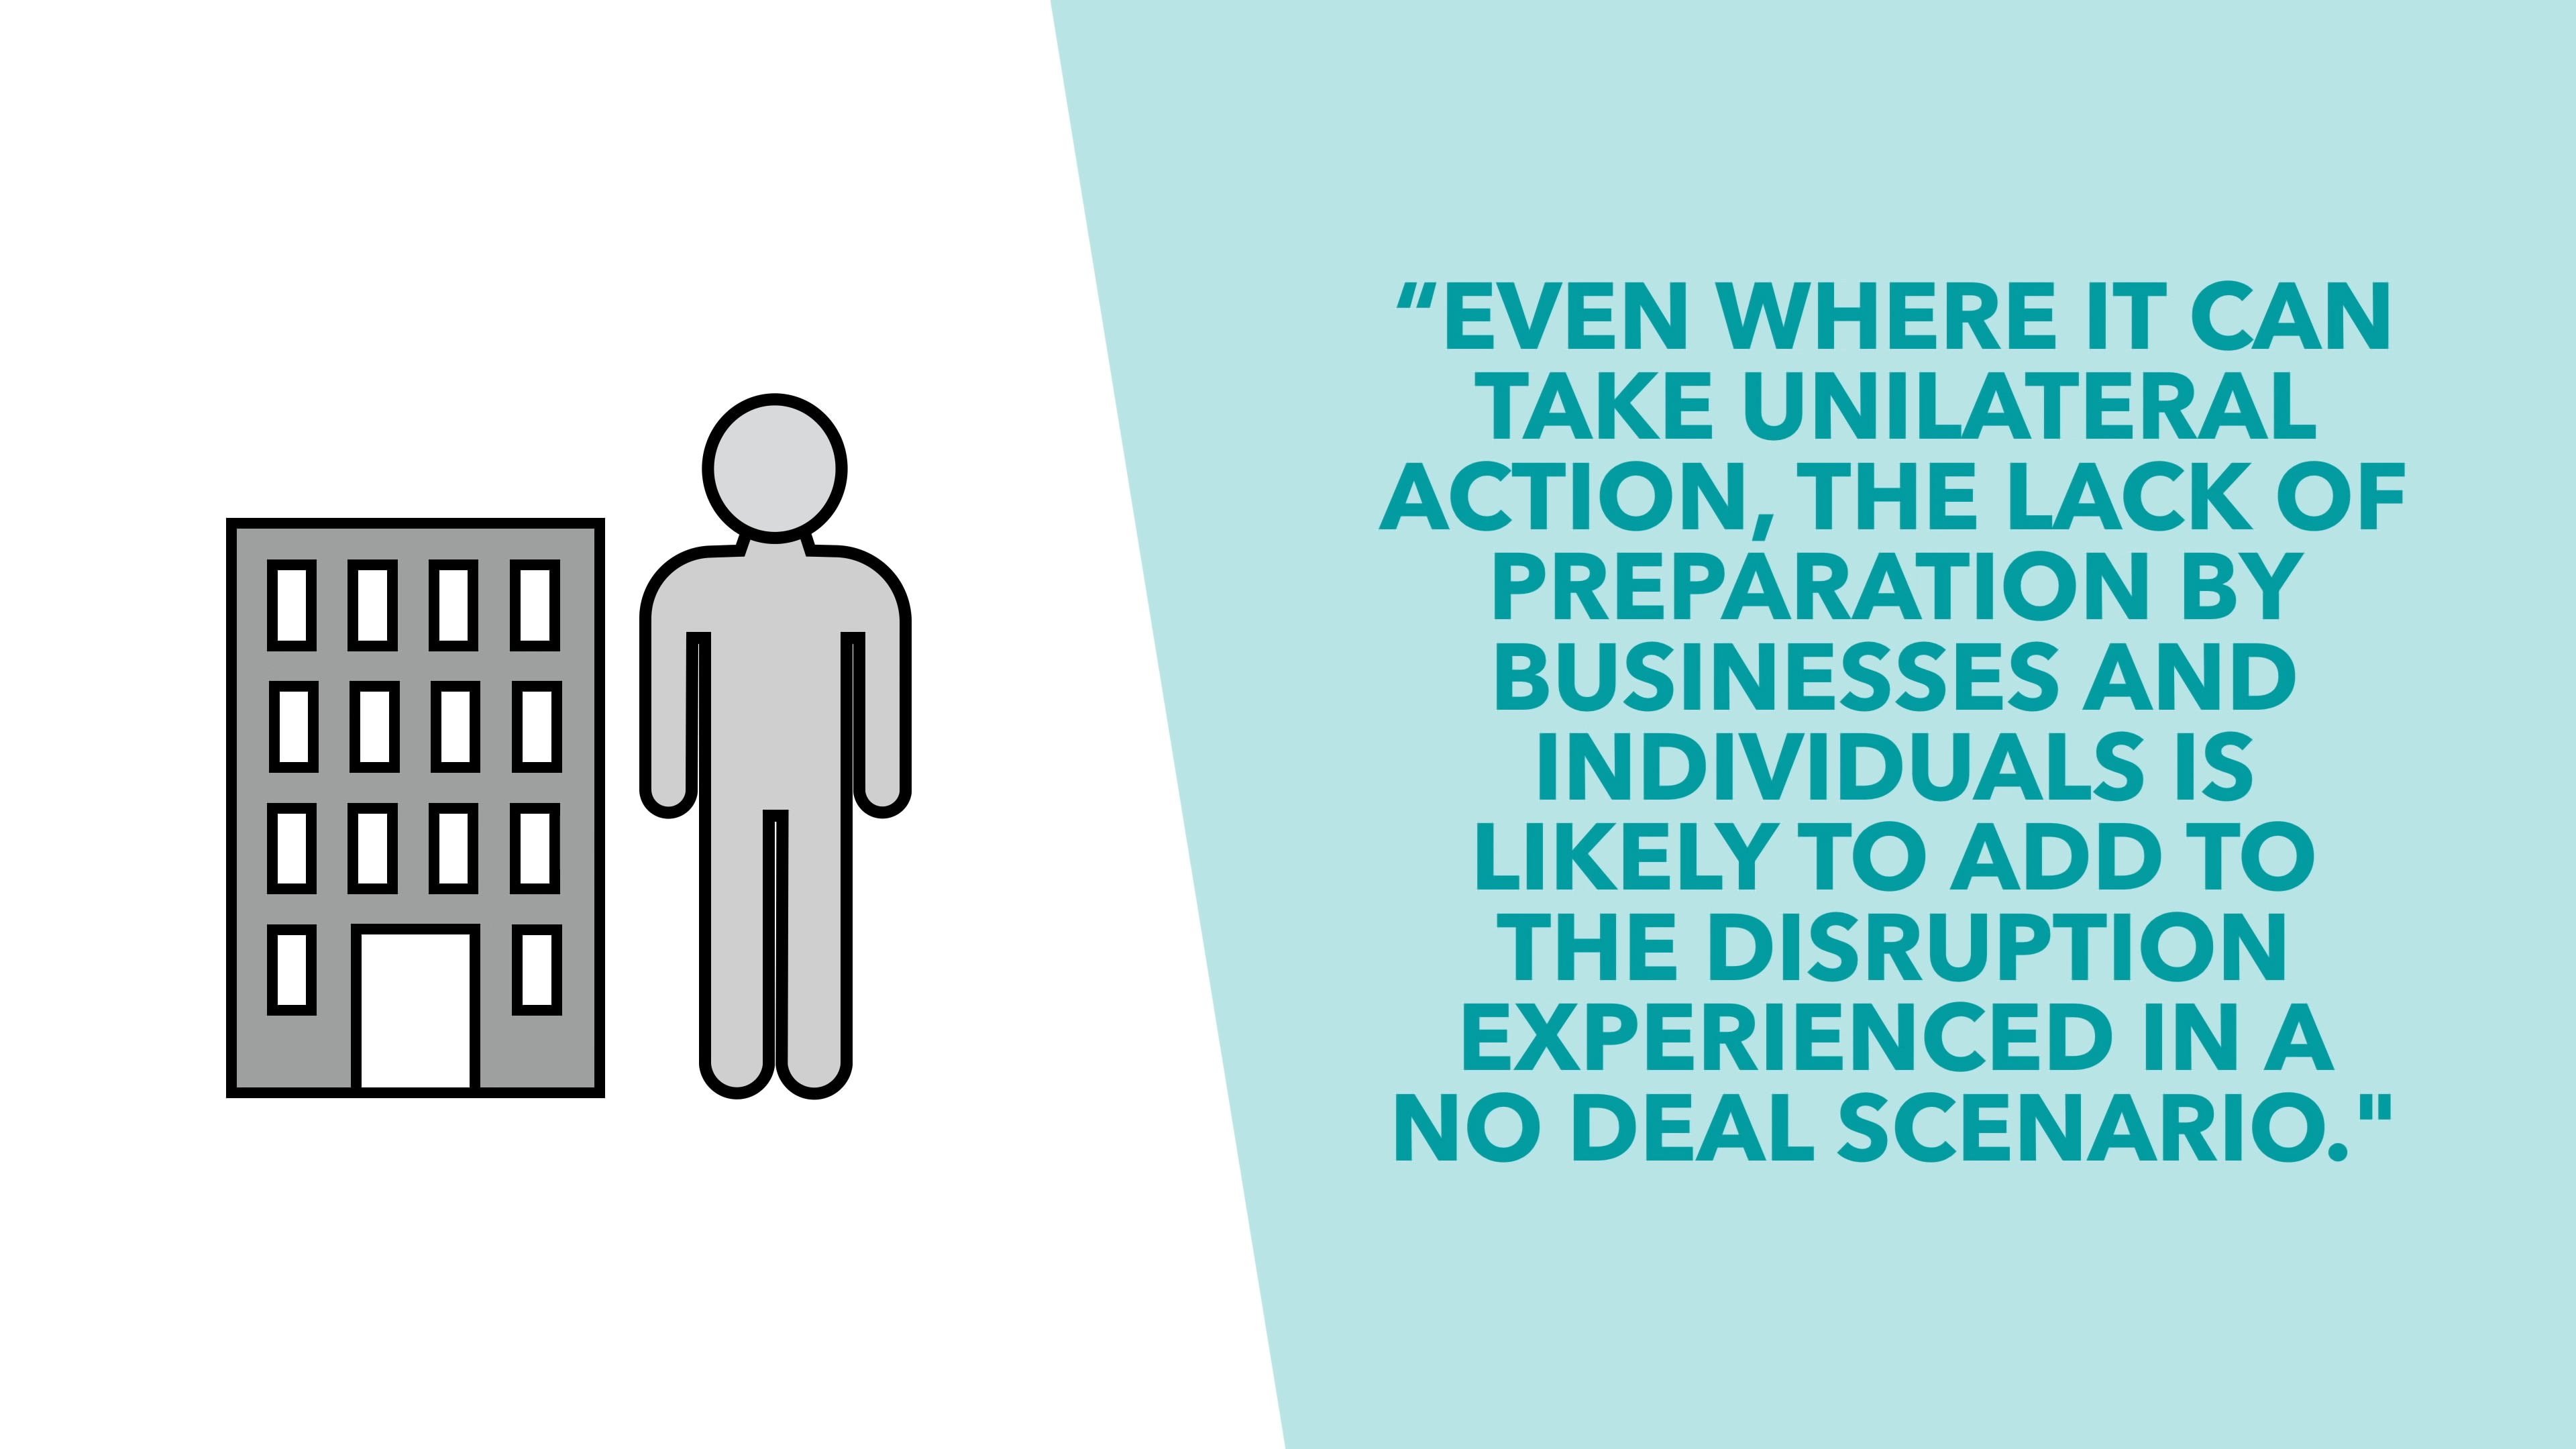 “EVEN WHERE IT CAN
TAKE UNILATERAL
ACTION, THE LACK OF
PREPARATION BY
BUSINESSES AND
INDIVIDUALS IS
LIKELY TO ADD TO
THE DISRUPTION
EXPERIENCED IN A
NO DEAL SCENARIO."